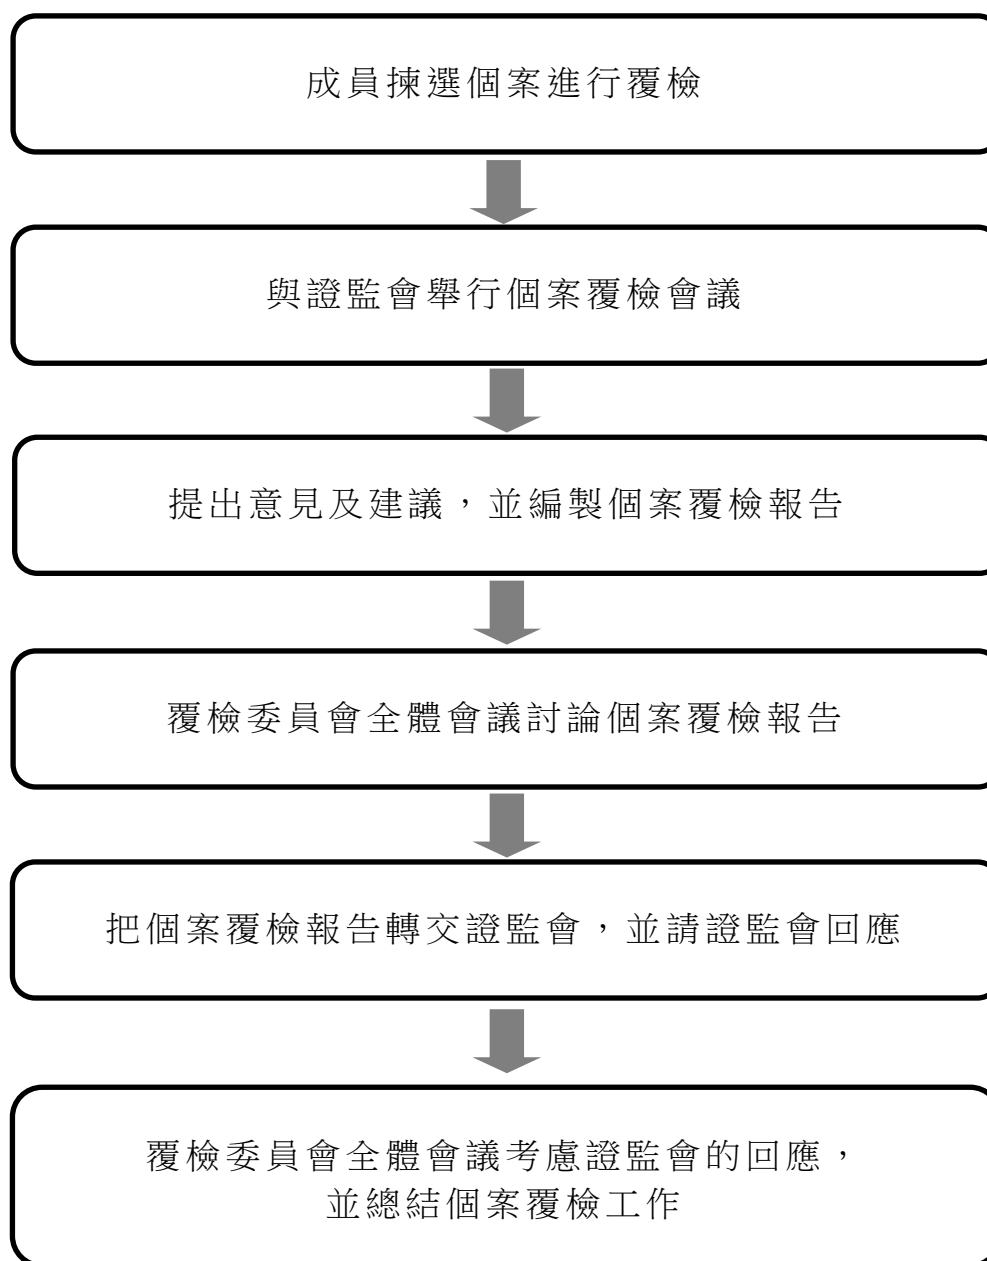 成員揀選個案進行覆檢
與證監會舉行個案覆檢會議
提出意見及建議，並編製個案覆檢報告
覆檢委員會全體會議討論個案覆檢報告
把個案覆檢報告轉交證監會，並請證監會回應
覆檢委員會全體會議考慮證監會的回應，
並總結個案覆檢工作